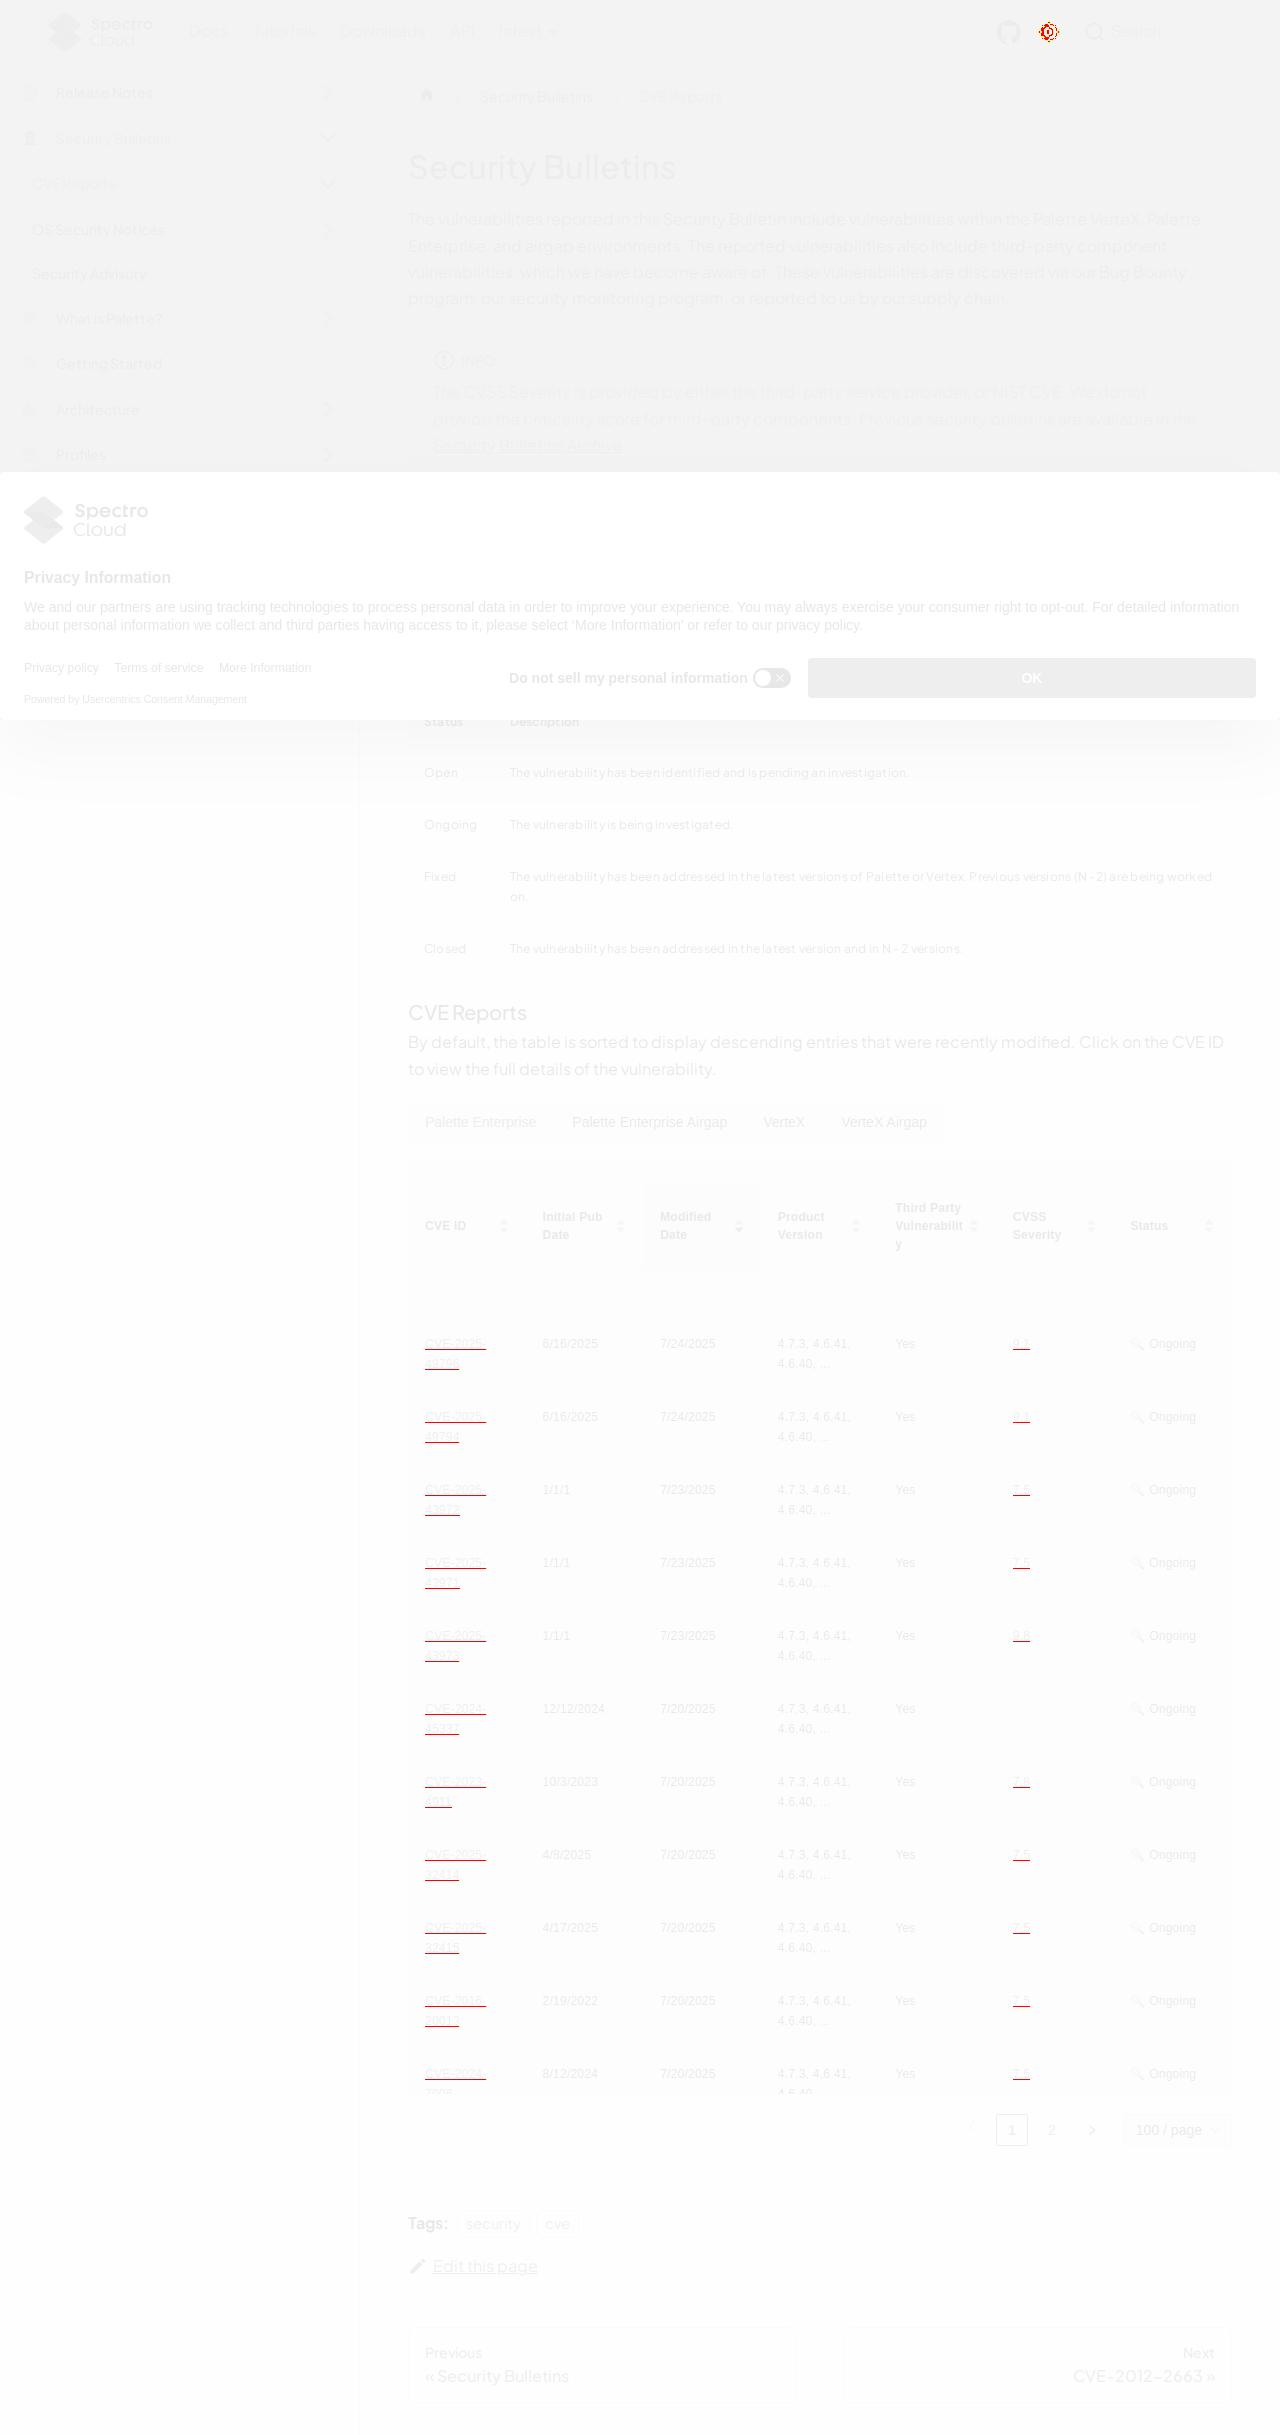 Spectro
Cloud
Docs Tutorials Downloads API latest Search
Release Notes
Security Bulletins
CVE Reports
OS Security Notices
Security Advisory
What is Palette?
Getting Started
Architecture
Profiles
Security Bulletins CVE Reports
Security Bulletins
The vulnerabilities reported in this Security Bulletin include vulnerabilities within the Palette VerteX, Palette
Enterprise, and airgap environments. The reported vulnerabilities also include third-party component
vulnerabilities, which we have become aware of. These vulnerabilities are discovered via our Bug Bounty
program, our security monitoring program, or reported to us by our supply chain.
INFO
The CVSS Severity is provided by either the third-party service provider, or NIST CVE. We do not
provide the criticality score for third-party components. Previous security bulletins are available in the
Security Bulletins Archive.
Spectro
Cloud
Privacy Information
We and our partners are using tracking technologies to process personal data in order to improve your experience. You may always exercise your consumer right to opt-out. For detailed information
about personal information we collect and third parties having access to it, please select 'More Information' or refer to our privacy policy.
Privacy policy Terms of service More Information
Do not sell my personal information OK
Powered by Usercentrics Consent Management
Status Description
Open The vulnerability has been identified and is pending an investigation.
Ongoing The vulnerability is being investigated.
Fixed The vulnerability has been addressed in the latest versions of Palette or Vertex. Previous versions (N - 2) are being worked
on.
Closed The vulnerability has been addressed in the latest version and in N - 2 versions.
CVE Reports
By default, the table is sorted to display descending entries that were recently modified. Click on the CVE ID
to view the full details of the vulnerability.
Palette Enterprise Palette Enterprise Airgap VerteX VerteX Airgap
CVE ID Initial Pub Date Modified Date Product Version Third Party Vulnerability CVSS Severity Status
CVE-2025-49796 6/16/2025 7/24/2025 4.7.3, 4.6.41, 4.6.40, ... Yes 9.1 Ongoing
CVE-2025-49794 6/16/2025 7/24/2025 4.7.3, 4.6.41, 4.6.40, ... Yes 9.1 Ongoing
CVE-2025-43972 1/1/1 7/23/2025 4.7.3, 4.6.41, 4.6.40, ... Yes 7.5 Ongoing
CVE-2025-43971 1/1/1 7/23/2025 4.7.3, 4.6.41, 4.6.40, ... Yes 7.5 Ongoing
CVE-2025-43973 1/1/1 7/23/2025 4.7.3, 4.6.41, 4.6.40, ... Yes 9.8 Ongoing
CVE-2024-45337 12/12/2024 7/20/2025 4.7.3, 4.6.41, 4.6.40, ... Yes Ongoing
CVE-2023-4911 10/3/2023 7/20/2025 4.7.3, 4.6.41, 4.6.40, ... Yes 7.8 Ongoing
CVE-2025-32414 4/8/2025 7/20/2025 4.7.3, 4.6.41, 4.6.40, ... Yes 7.5 Ongoing
CVE-2025-32415 4/17/2025 7/20/2025 4.7.3, 4.6.41, 4.6.40, ... Yes 7.5 Ongoing
CVE-2016-20013 2/19/2022 7/20/2025 4.7.3, 4.6.41, 4.6.40, ... Yes 7.5 Ongoing
CVE-2024-7006 8/12/2024 7/20/2025 4.7.3, 4.6.41, 4.6.40, ... Yes 7.5 Ongoing
1 2 100 / page
Tags: security cve
Edit this page
Previous
« Security Bulletins
Next
CVE-2012-2663 »